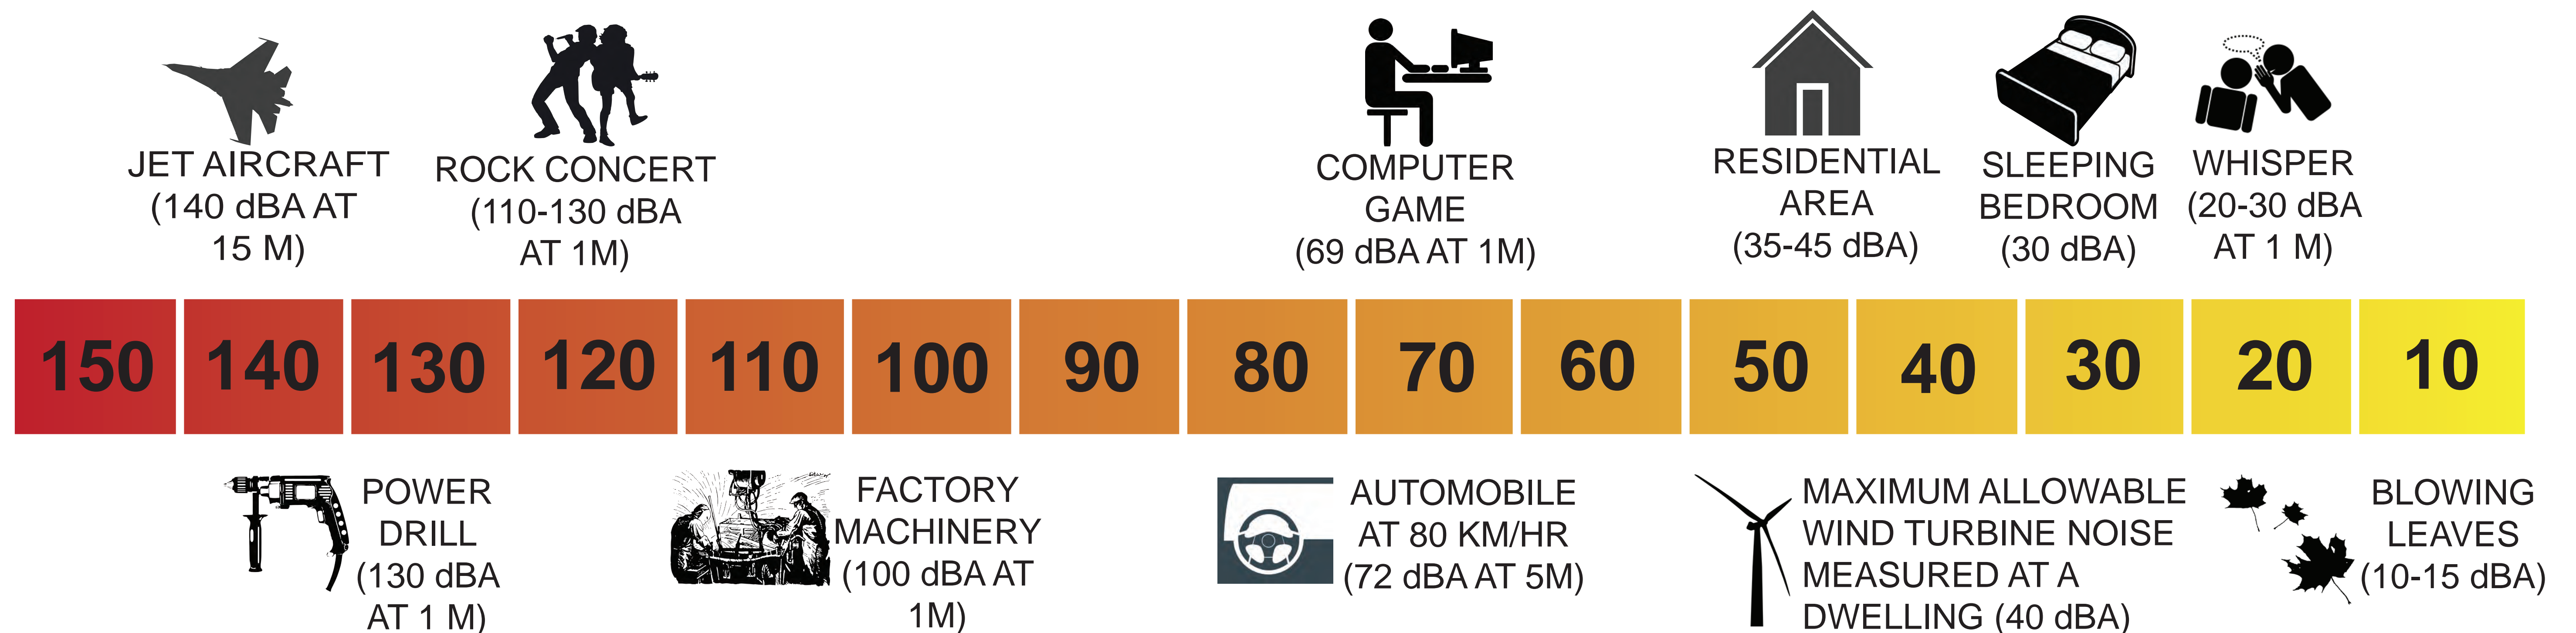 JET AIRCRAFT
(140 dBA AT
15 M)
ROCK CONCERT
(110-130 dBA
AT 1M)
COMPUTER
GAME
(69 dBA AT 1M)
RESIDENTIAL
AREA
(35-45 dBA)
SLEEPING
BEDROOM
(30 dBA)
WHISPER
(20-30 dBA
AT 1 M)
150 140 130 120 110 100 90 80 70 60 50 40 30 20 10
POWER
DRILL
(130 dBA
AT 1 M)
FACTORY
MACHINERY
(100 dBA AT
1M)
AUTOMOBILE
AT 80 KM/HR
(72 dBA AT 5M)
MAXIMUM ALLOWABLE
WIND TURBINE NOISE
MEASURED AT A
DWELLING (40 dBA)
BLOWING
LEAVES
(10-15 dBA)